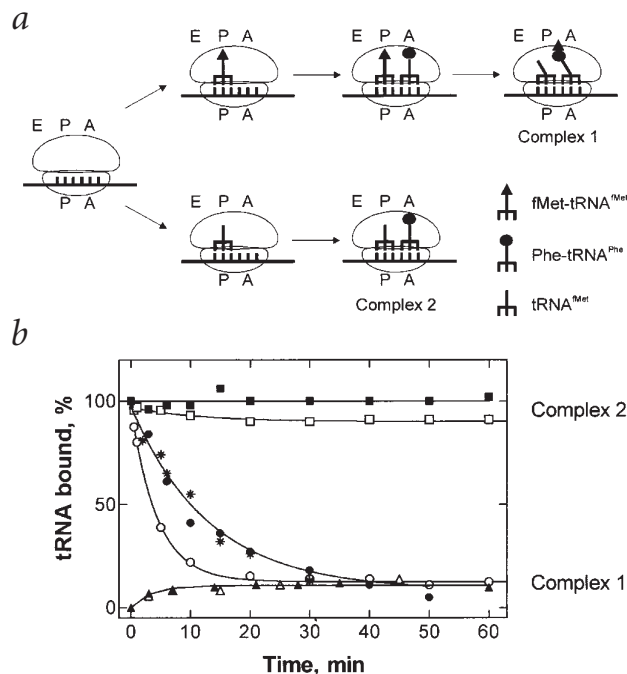 a
E P A
P A
E P A
P A
E P A
P A
Complex 1
E P A
P A
E P A
P A
E P A
P A
Complex 2
fMet-tRNAfMet
Phe-tRNAPhe
tRNAfMet
b
tRNA bound, %
100
50
0
0 10 20 30 40 50 60
Time, min
Complex 2
Complex 1